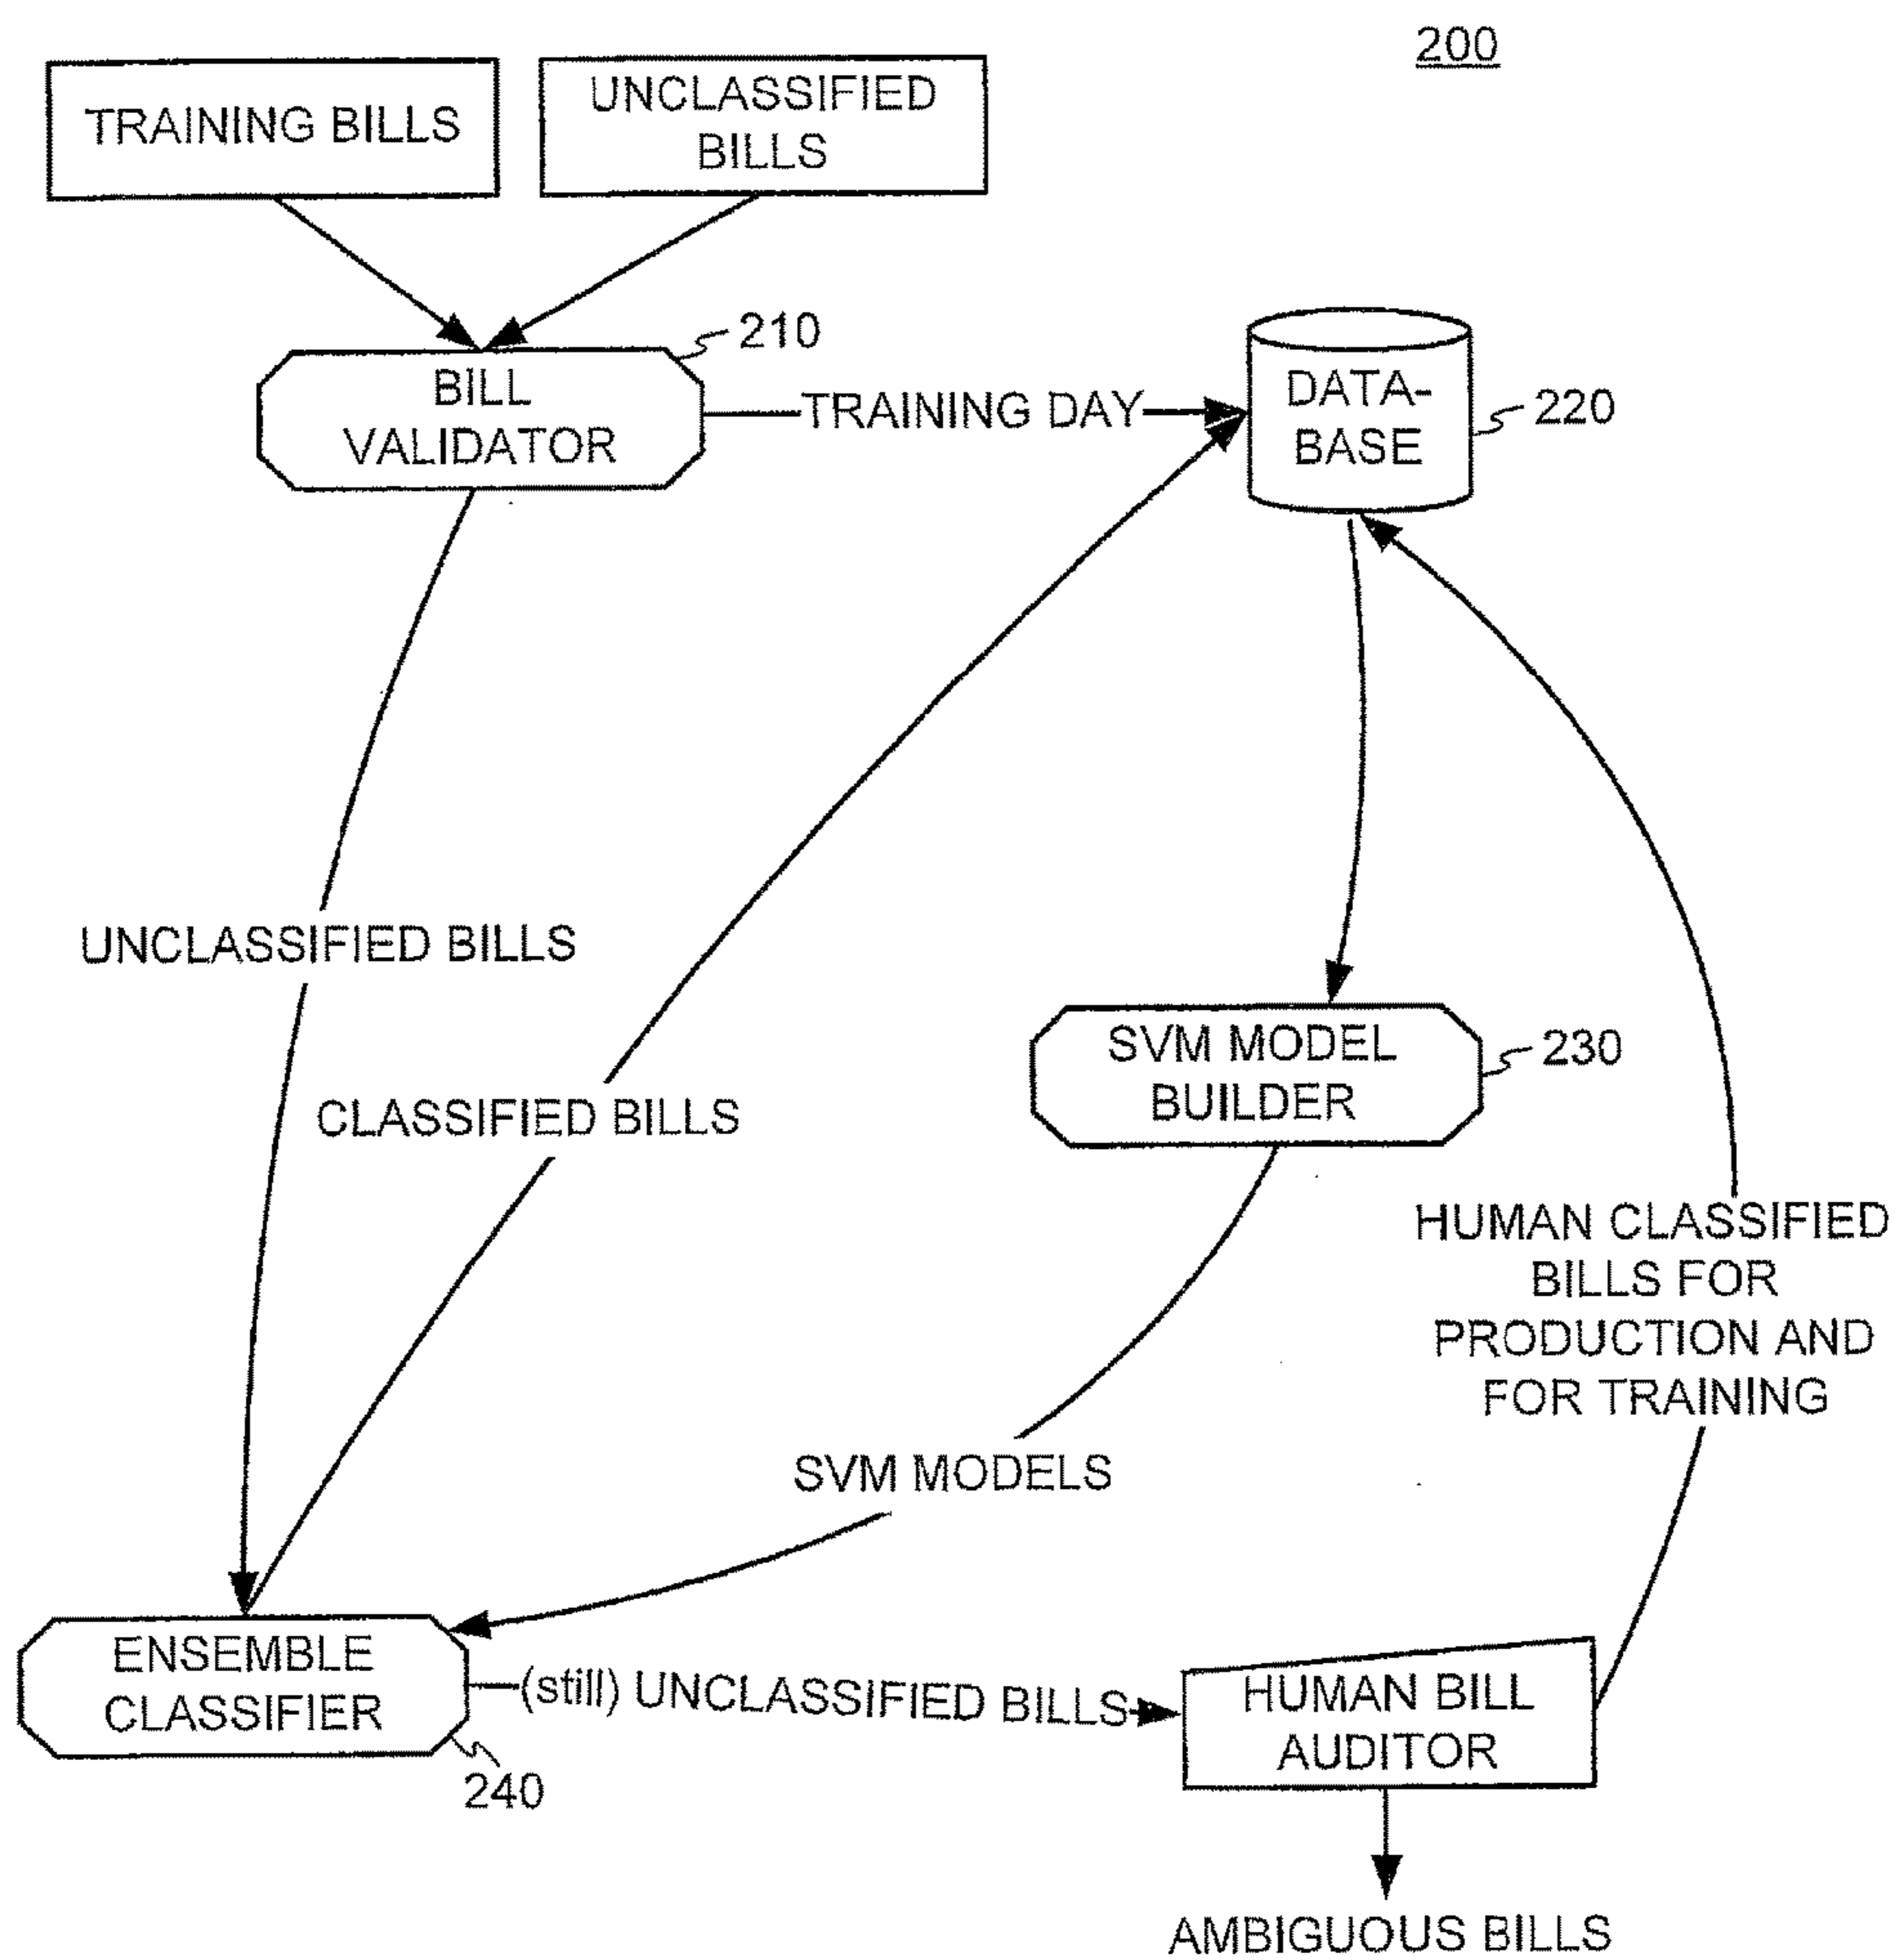 200
TRAINING BILLS
UNCLASSIFIED
BILLS
210
BILL
VALIDATOR
TRAINING DAY
DATA-
BASE
220
UNCLASSIFIED BILLS
CLASSIFIED BILLS
SVM MODEL
BUILDER
230
HUMAN CLASSIFIED
BILLS FOR
PRODUCTION AND
FOR TRAINING
SVM MODELS
ENSEMBLE
CLASSIFIER
240
(still) UNCLASSIFIED BILLS
HUMAN BILL
AUDITOR
AMBIGUOUS BILLS